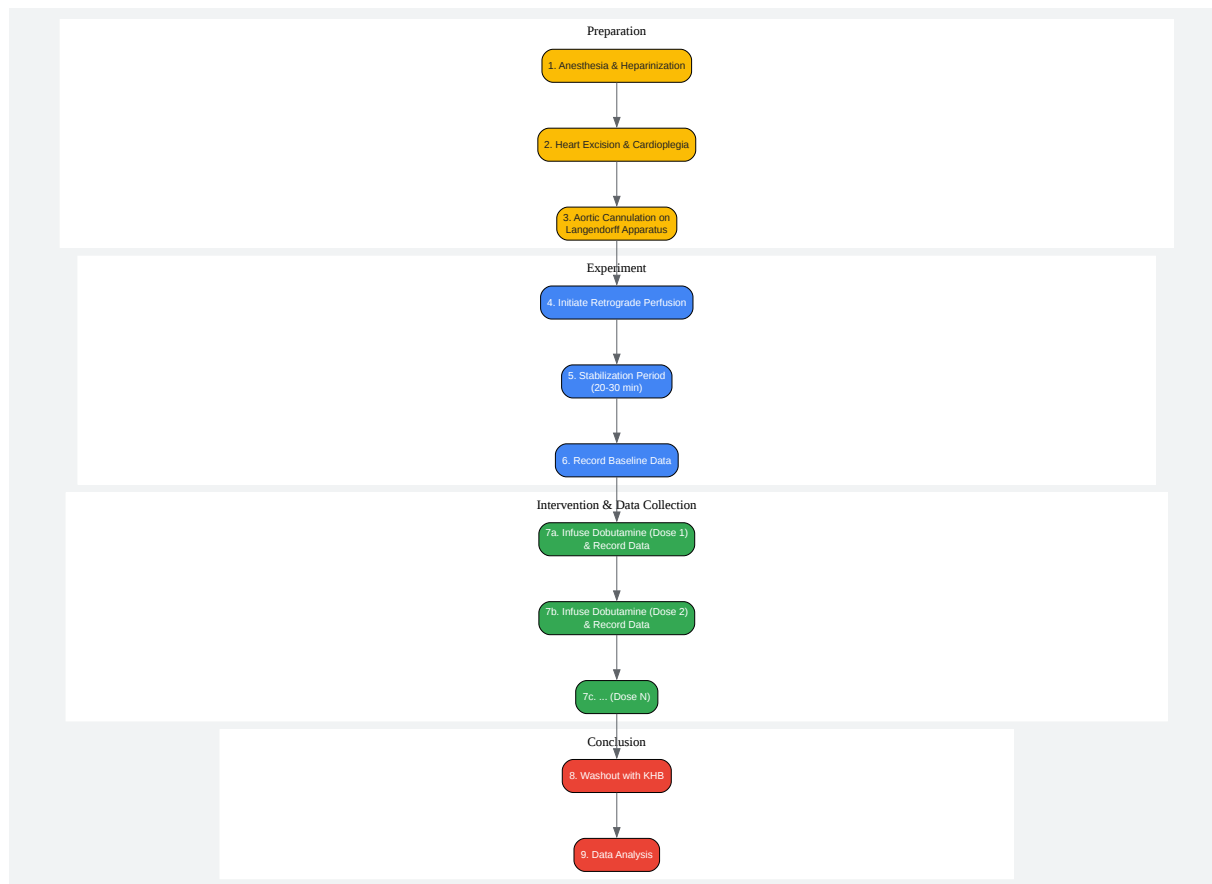 Preparation
1. Anesthesia & Heparinization
2. Heart Excision & Cardioplegia
3. Aortic Cannulation on
Langendorff Apparatus
Experiment
4. Initiate Retrograde Perfusion
5. Stabilization Period
(20-30 min)
6. Record Baseline Data
Intervention & Data Collection
7a. Infuse Dobutamine (Dose 1)
& Record Data
7b. Infuse Dobutamine (Dose 2)
& Record Data
7c. ... (Dose N)
Conclusion
8. Washout with KHB
9. Data Analysis